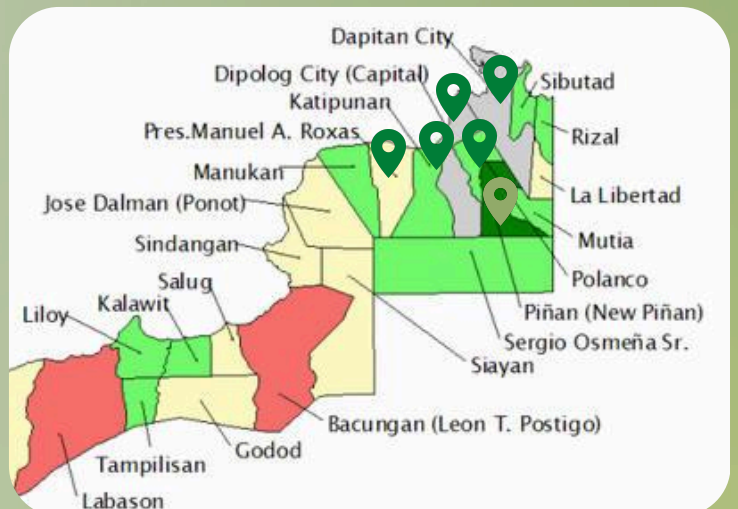 Dapitan City
Dipolog City (Capital)
Sibutad
Katipunan
Pres.Manuel A. Roxas
Rizal
Manukan
La Libertad
Jose Dalman (Ponot)
Mutia
Sindangan
Polanco
Salug
Piñan (New Piñan)
Kalawit
Liloy
Sergio Osmeña Sr.
Siayan
Bacungan (Leon T. Postigo)
Godod
Tampilisan
Labason